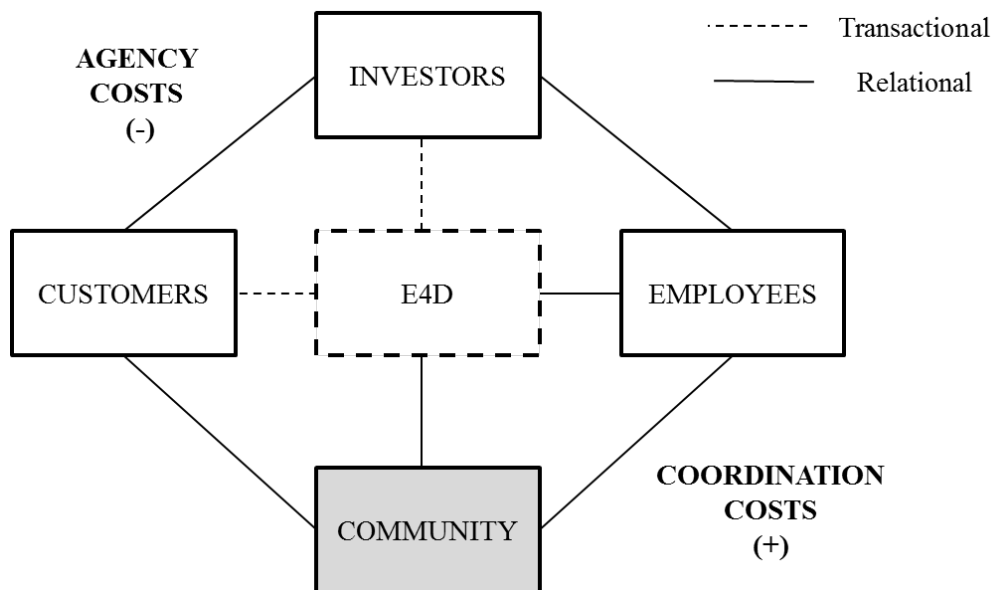 Transactional
Relational
AGENCY
COSTS
(-)
INVESTORS
CUSTOMERS
E4D
EMPLOYEES
COMMUNITY
COORDINATION
COSTS
(+)